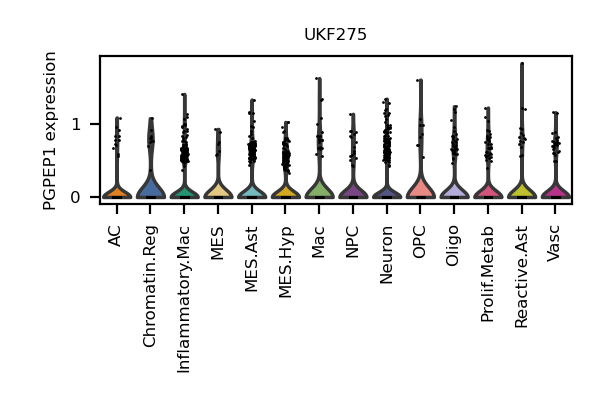 UKF275
PGPEP1 expression
1
0
AC
Chromatin.Reg
Inflammatory.Mac
MES
MES.Ast
MES.Hyp
Mac
NPC
Neuron
OPC
Oligo
Prolif.Metab
Reactive.Ast
Vasc